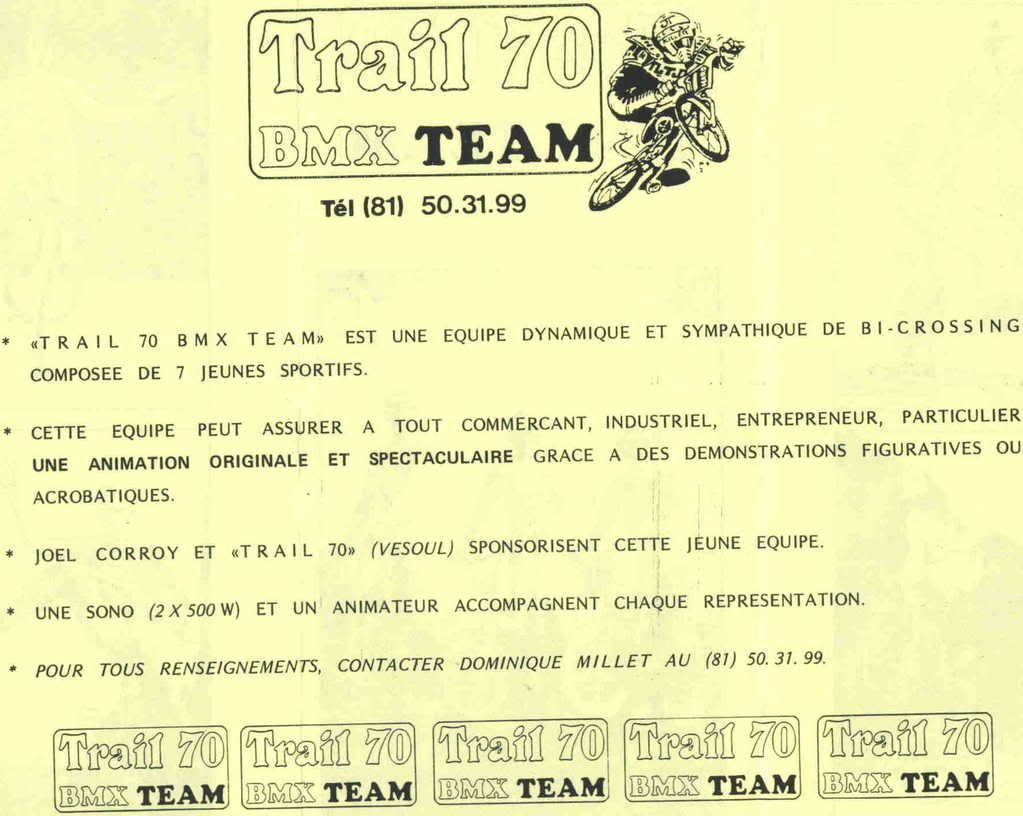 Trail 70
BMX TEAM
Tél (81) 50.31.99
* «TRAIL 70 BMX TEAM» EST UNE EQUIPE DYNAMIQUE ET SYMPATHIQUE DE BI-CROSSING
COMPOSEE DE 7 JEUNES SPORTIFS.
* CETTE EQUIPE PEUT ASSURER A TOUT COMMERCANT, INDUSTRIEL, ENTREPRENEUR, PARTICULIER
UNE ANIMATION ORIGINALE ET SPECTACULAIRE GRACE A DES DEMONSTRATIONS FIGURATIVES OU
ACROBATIQUES.
* JOEL CORROY ET «TRAIL 70» (VESOUL) SPONSORISENT CETTE JEUNE EQUIPE.
* UNE SONO (2 X 500 W) ET UN ANIMATEUR ACCOMPAGNENT CHAQUE REPRESENTATION.
* POUR TOUS RENSEIGNEMENTS, CONTACTER DOMINIQUE MILLET AU (81) 50. 31. 99.
Trail 70 Trail 70 Trail 70 Trail 70 Trail 70
BMX TEAM BMX TEAM BMX TEAM BMX TEAM BMX TEAM